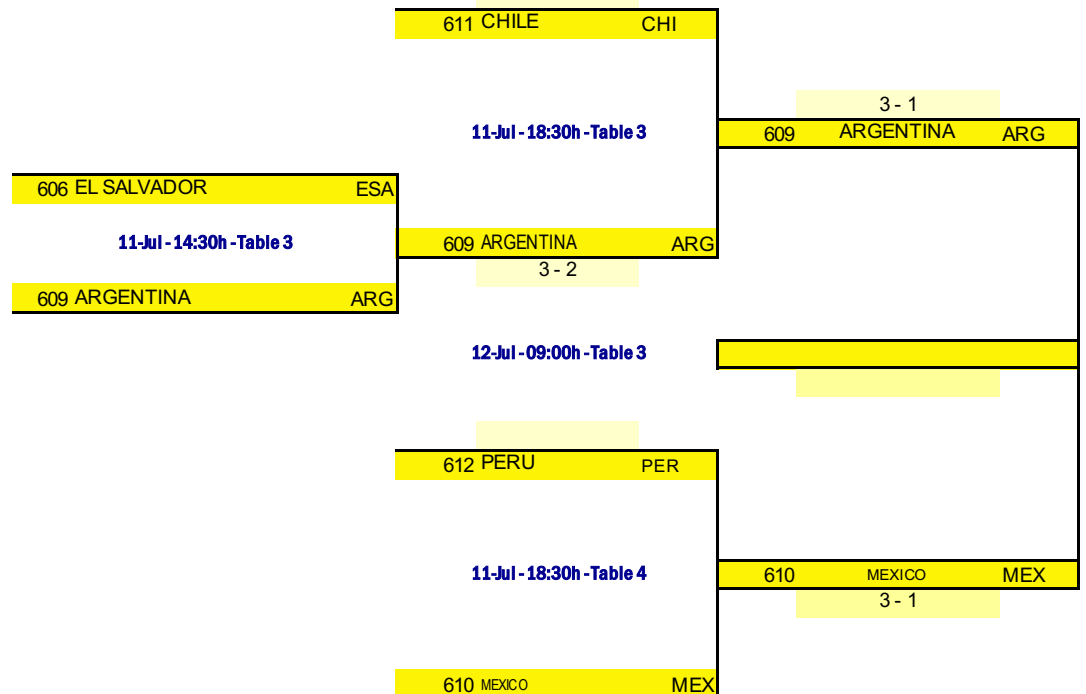 611 CHILE CHI
3 - 1
11-Jul - 18:30h - Table 3
609 ARGENTINA ARG
606 EL SALVADOR ESA
11-Jul - 14:30h - Table 3
609 ARGENTINA ARG
3 - 2
609 ARGENTINA ARG
12-Jul - 09:00h - Table 3
612 PERU PER
11-Jul - 18:30h - Table 4
610 MEXICO MEX
3 - 1
610 MEXICO MEX